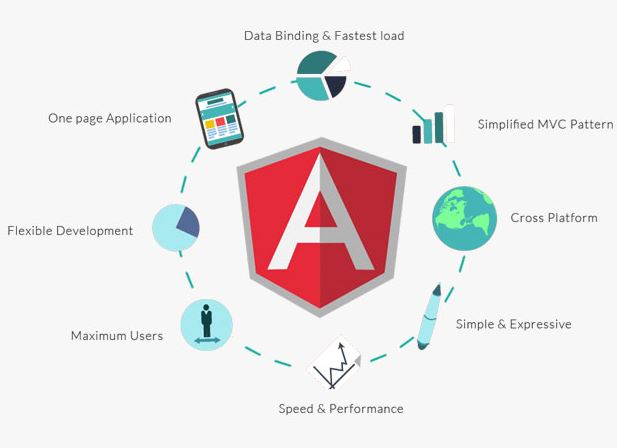 Data Binding & Fastest load
One page Application
Simplified MVC Pattern
Flexible Development
Cross Platform
Maximum Users
Simple & Expressive
Speed & Performance
A